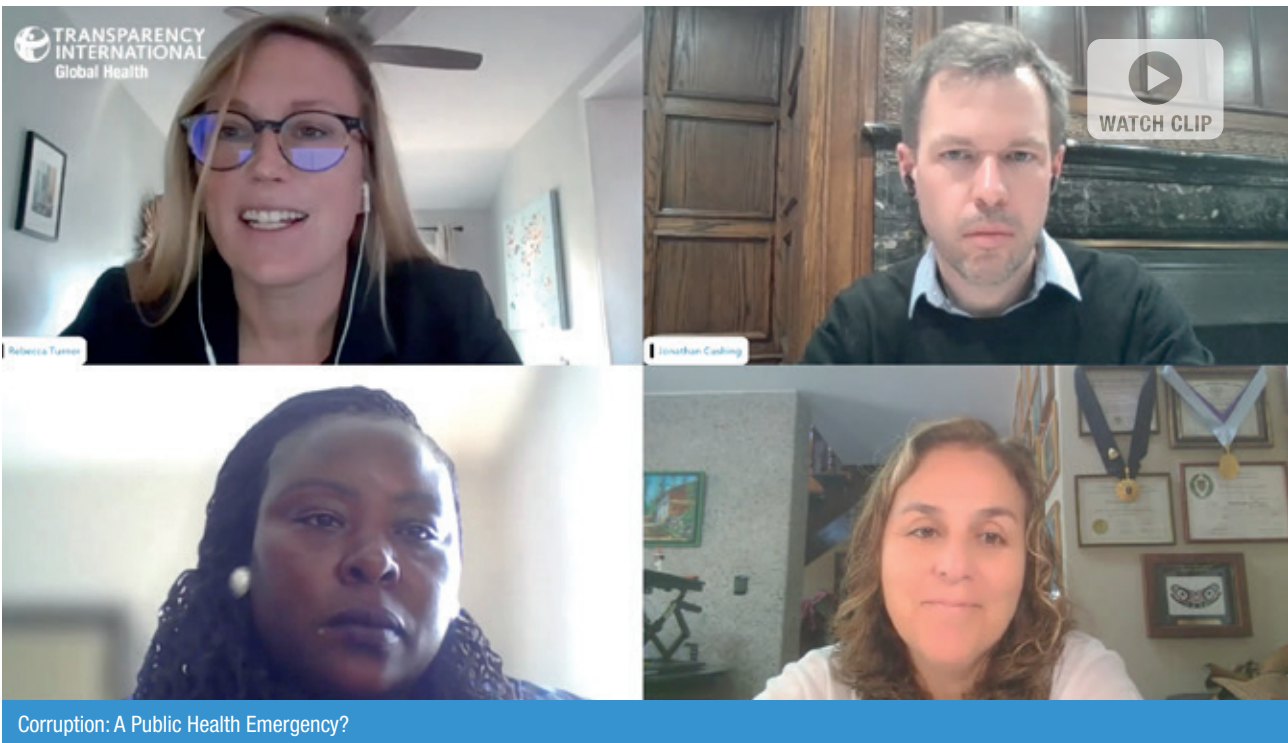 TRANSPARENCY
INTERNATIONAL
Global Health
WATCH CLIP
Rebecca Turner
Jonathan Cushing
Corruption: A Public Health Emergency?